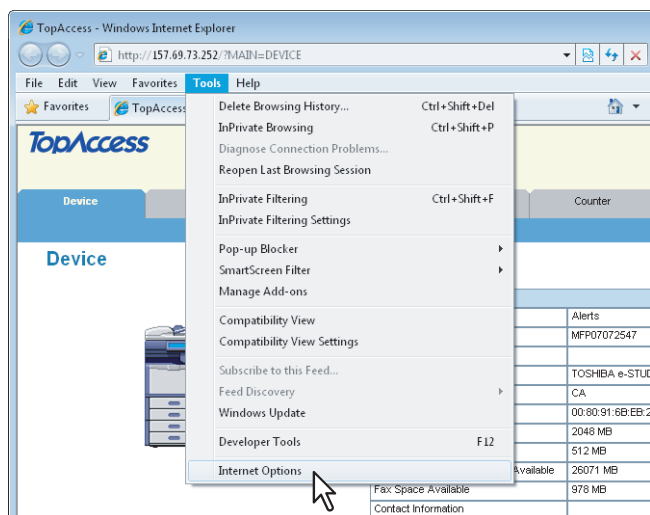 TopAccess - Windows Internet Explorer
http://157.69.73.252/?MAIN=DEVICE
File Edit View Favorites Tools Help
Favorites TopAccess
TopAccess
Delete Browsing History... Ctrl+Shift+Del
InPrivate Browsing Ctrl+Shift+P
Diagnose Connection Problems...
Reopen Last Browsing Session
InPrivate Filtering Ctrl+Shift+F
InPrivate Filtering Settings
Pop-up Blocker
SmartScreen Filter
Manage Add-ons
Compatibility View
Compatibility View Settings
Subscribe to this Feed...
Feed Discovery
Windows Update
Developer Tools F12
Internet Options
Device Counter
Device
Alerts
MFP07072547
TOSHIBA e-STUD
CA
00:80:91:6B:EB:2
2048 MB
512 MB
Available 26071 MB
Fax Space Available 978 MB
Contact Information